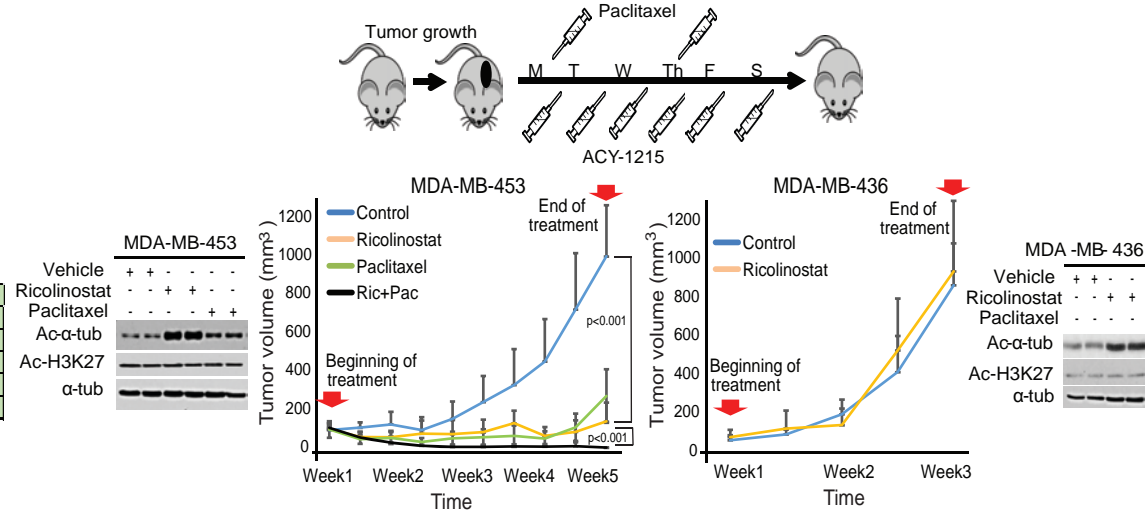 Paclitaxel
Tumor growth
M T W Th F S
ACY-1215
MDA-MB-453
Vehicle + + - - - -
Ricolinostat - - + + - -
Paclitaxel - - - - + +
Ac-α-tub
Ac-H3K27
α-tub
MDA-MB-453
Tumor volume (mm3)
1200
1000
800
600
400
200
0
Control
Ricolinostat
Paclitaxel
Ric+Pac
End of
treatment
p<0.001
Beginning of
treatment
p<0.001
Week1 Week2 Week3 Week4 Week5
Time
MDA-MB-436
Tumor volume (mm3)
1200
1000
800
600
400
200
0
Control
Ricolinostat
End of
treatment
Beginning of
treatment
Week1 Week2 Week3
Time
MDA -MB- 436
Vehicle + + - -
Ricolinostat - - + +
Paclitaxel - - - -
Ac-α-tub
Ac-H3K27
α-tub